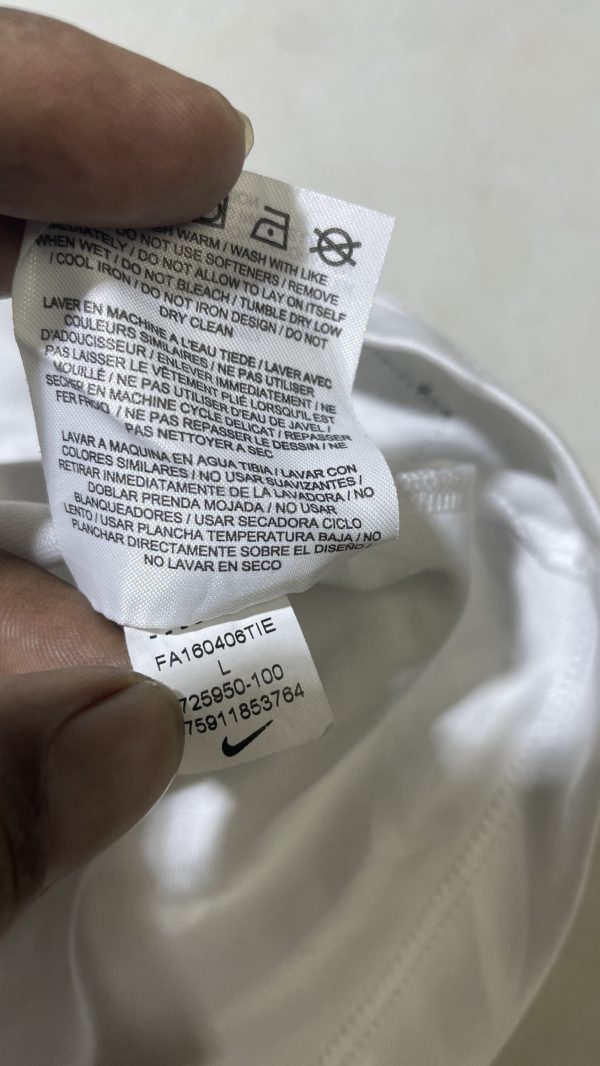 WARM / WASH WITH LIKE
DO NOT USE SOFTENERS / REMOVE
IMMEDIATELY / DO NOT ALLOW TO LAY ON ITSELF
WHEN WET / DO NOT BLEACH / TUMBLE DRY LOW
/ COOL IRON / DO NOT IRON DESIGN / DO NOT
DRY CLEAN
LAVER EN MACHINE A L'EAU TIEDE / LAVER AVEC
COULEURS SIMILAIRES / NE PAS UTILISER
D'ADOUCISSEUR / ENLEVER IMMEDIATEMENT / NE
PAS LAISSER LE VÊTEMENT PLIÉ LORSQU'IL EST
MOUILLÉ / NE PAS UTILISER D'EAU DE JAVEL /
SECHER EN MACHINE CYCLE DELICAT / REPASSER
FER FROID / NE PAS REPASSER LE DESSIN / NE
PAS NETTOYER A SEC
LAVAR A MAQUINA EN AGUA TIBIA / LAVAR CON
COLORES SIMILARES / NO USAR SUAVIZANTES /
RETIRAR INMEDIATAMENTE DE LA LAVADORA / NO
DOBLAR PRENDA MOJADA / NO USAR
BLANQUEADORES / USAR SECADORA CICLO
LENTO / USAR PLANCHA TEMPERATURA BAJA / NO
PLANCHAR DIRECTAMENTE SOBRE EL DISEÑO /
NO LAVAR EN SECO
FA160406TIE
L
725950-100
75911853764